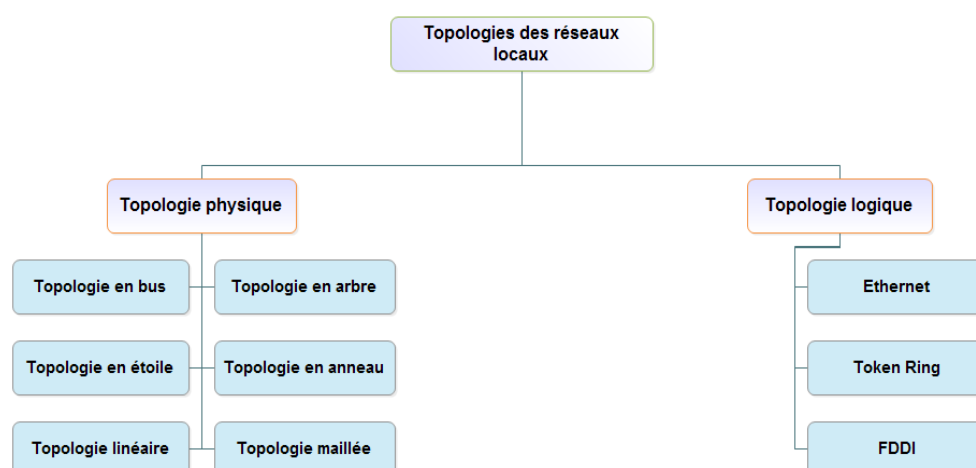 Topologies des réseaux
locaux
Topologie physique
Topologie logique
Topologie en bus
Topologie en arbre
Ethernet
Topologie en étoile
Topologie en anneau
Token Ring
Topologie linéaire
Topologie maillée
FDDI